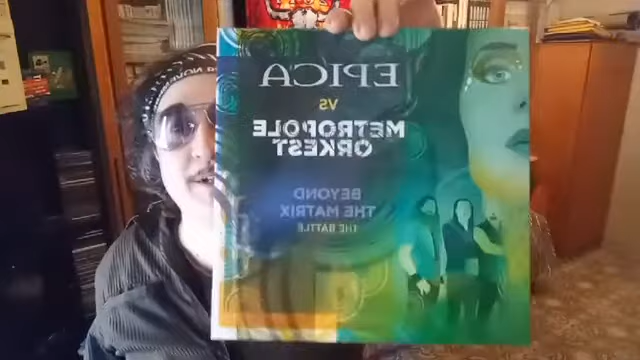 EPICA
VS
METROPOLE
ORKEST
BEYOND
THE MATRIX
THE BATTLE